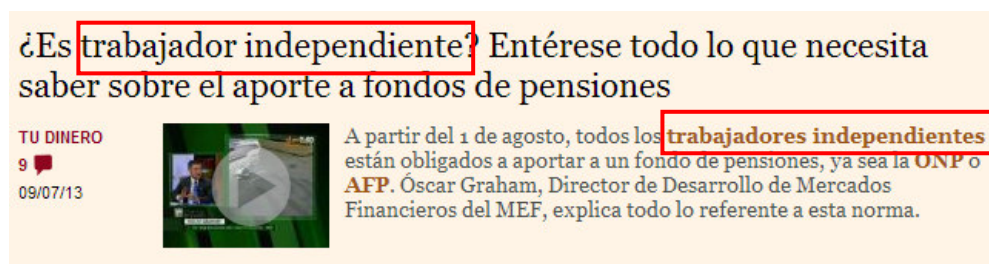 ¿Es trabajador independiente? Entérese todo lo que necesita
saber sobre el aporte a fondos de pensiones
TU DINERO
9
09/07/13
A partir del 1 de agosto, todos los trabajadores independientes
están obligados a aportar a un fondo de pensiones, ya sea la ONP o
AFP. Óscar Graham, Director de Desarrollo de Mercados
Financieros del MEF, explica todo lo referente a esta norma.